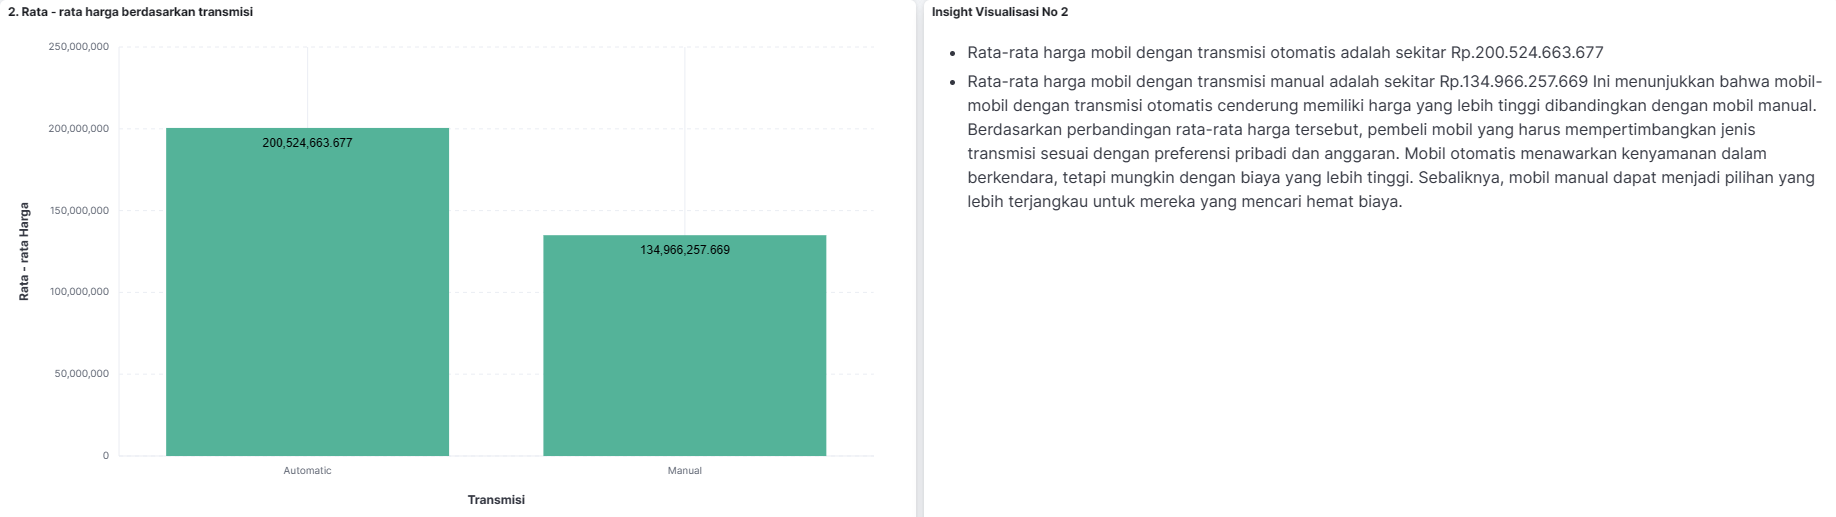 2. Rata - rata harga berdasarkan transmisi
250,000,000
200,000,000
150,000,000
100,000,000
50,000,000
0
Rata - rata Harga
200,524,663.677
134,966,257.669
Automatic
Manual
Transmisi
Insight Visualisasi No 2
• Rata-rata harga mobil dengan transmisi otomatis adalah sekitar Rp.200.524.663.677
• Rata-rata harga mobil dengan transmisi manual adalah sekitar Rp.134.966.257.669 Ini menunjukkan bahwa mobil-
mobil dengan transmisi otomatis cenderung memiliki harga yang lebih tinggi dibandingkan dengan mobil manual.
Berdasarkan perbandingan rata-rata harga tersebut, pembeli mobil yang harus mempertimbangkan jenis
transmisi sesuai dengan preferensi pribadi dan anggaran. Mobil otomatis menawarkan kenyamanan dalam
berkendara, tetapi mungkin dengan biaya yang lebih tinggi. Sebaliknya, mobil manual dapat menjadi pilihan yang
lebih terjangkau untuk mereka yang mencari hemat biaya.